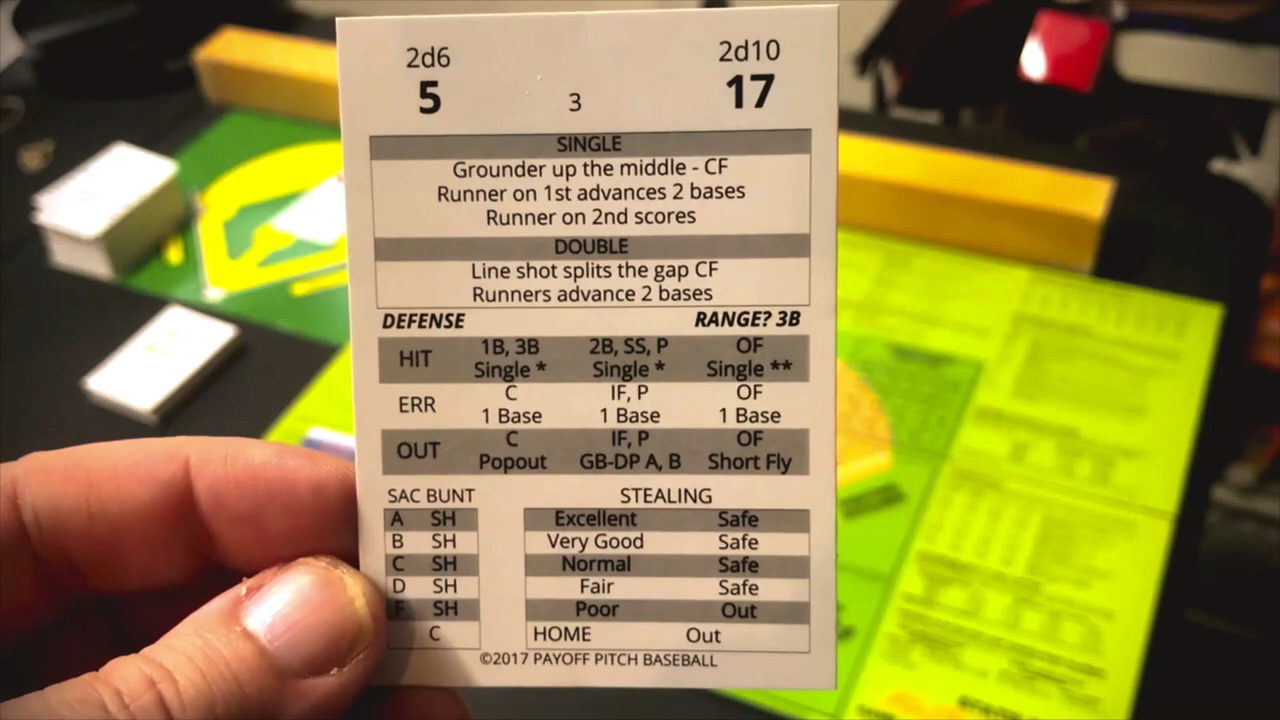 2d6 2d10
5 3 17
SINGLE
Grounder up the middle - CF
Runner on 1st advances 2 bases
Runner on 2nd scores
DOUBLE
Line shot splits the gap CF
Runners advance 2 bases
DEFENSE RANGE? 3B
HIT 1B, 3B 2B, SS, P OF
Single * Single * Single **
ERR C IF, P OF
1 Base 1 Base 1 Base
OUT C IF, P OF
Popout GB-DP A, B Short Fly
SAC BUNT STEALING
A SH Excellent Safe
B SH Very Good Safe
C SH Normal Safe
D SH Fair Safe
F SH Poor Out
C HOME Out
©2017 PAYOFF PITCH BASEBALL